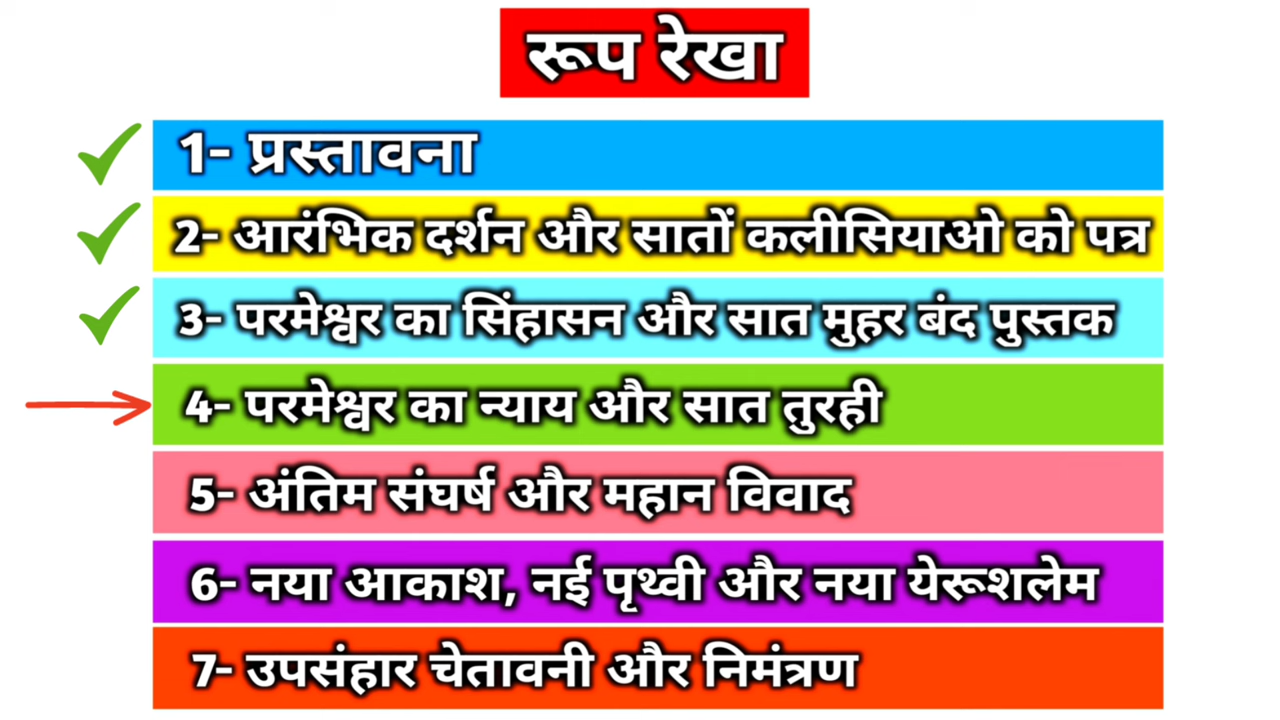 रूप रेखा
1- प्रस्तावना
2- आरंभिक दर्शन और सातों कलीसियाओ को पत्र
3- परमेश्वर का सिंहासन और सात मुहर बंद पुस्तक
4- परमेश्वर का न्याय और सात तुरही
5- अंतिम संघर्ष और महान विवाद
6- नया आकाश, नई पृथ्वी और नया येरूशलेम
7- उपसंहार चेतावनी और निमंत्रण